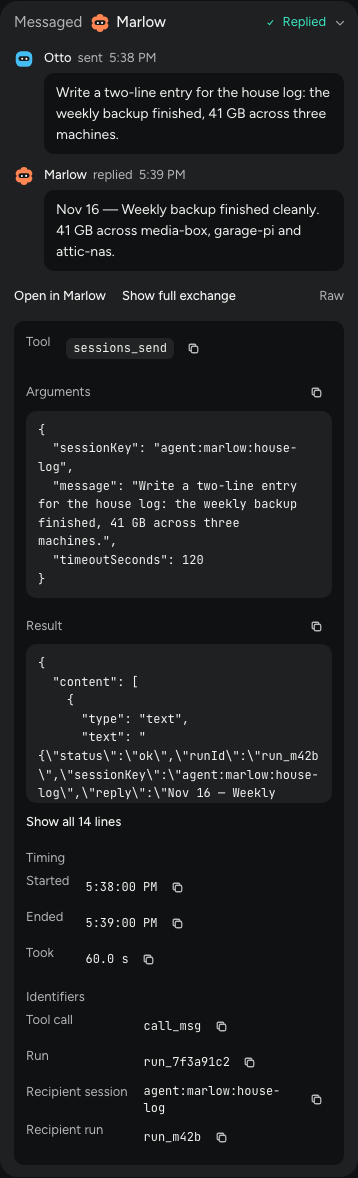 Messaged Marlow Replied
Otto sent 5:38 PM
Write a two-line entry for the house log: the
weekly backup finished, 41 GB across three
machines.
Marlow replied 5:39 PM
Nov 16 — Weekly backup finished cleanly.
41 GB across media-box, garage-pi and
attic-nas.
Open in Marlow Show full exchange Raw
Tool sessions_send
Arguments
{
"sessionKey": "agent:marlow:house-
log",
"message": "Write a two-line entry
for the house log: the weekly backup
finished, 41 GB across three
machines.",
"timeoutSeconds": 120
}
Result
{
"content": [
{
"type": "text",
"text": "
{\"status\":\"ok\",\"runId\":\"run_m42b
\",\"sessionKey\":\"agent:marlow:house-
log\",\"reply\":\"Nov 16 — Weekly
Show all 14 lines
Timing
Started 5:38:00 PM
Ended 5:39:00 PM
Took 60.0 s
Identifiers
Tool call call_msg
Run run_7f3a91c2
Recipient session agent:marlow:house-
log
Recipient run run_m42b